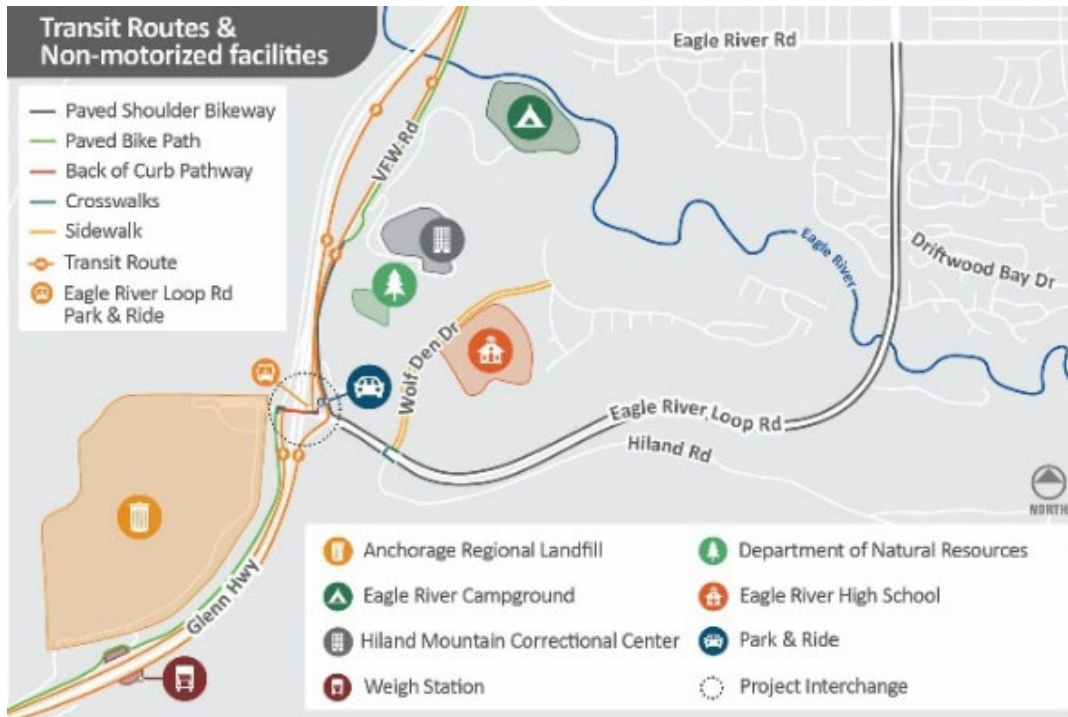 Transit Routes &
Non-motorized facilities
Paved Shoulder Bikeway
Paved Bike Path
Back of Curb Pathway
Crosswalks
Sidewalk
Transit Route
Eagle River Loop Rd
Park & Ride
Eagle River Rd
VFW Rd
Eagle River
Driftwood Bay Dr
Wolf Den Dr
Eagle River Loop Rd
Hiland Rd
NORTH
Glenn Hwy
Anchorage Regional Landfill
Eagle River Campground
Hiland Mountain Correctional Center
Weigh Station
Department of Natural Resources
Eagle River High School
Park & Ride
Project Interchange